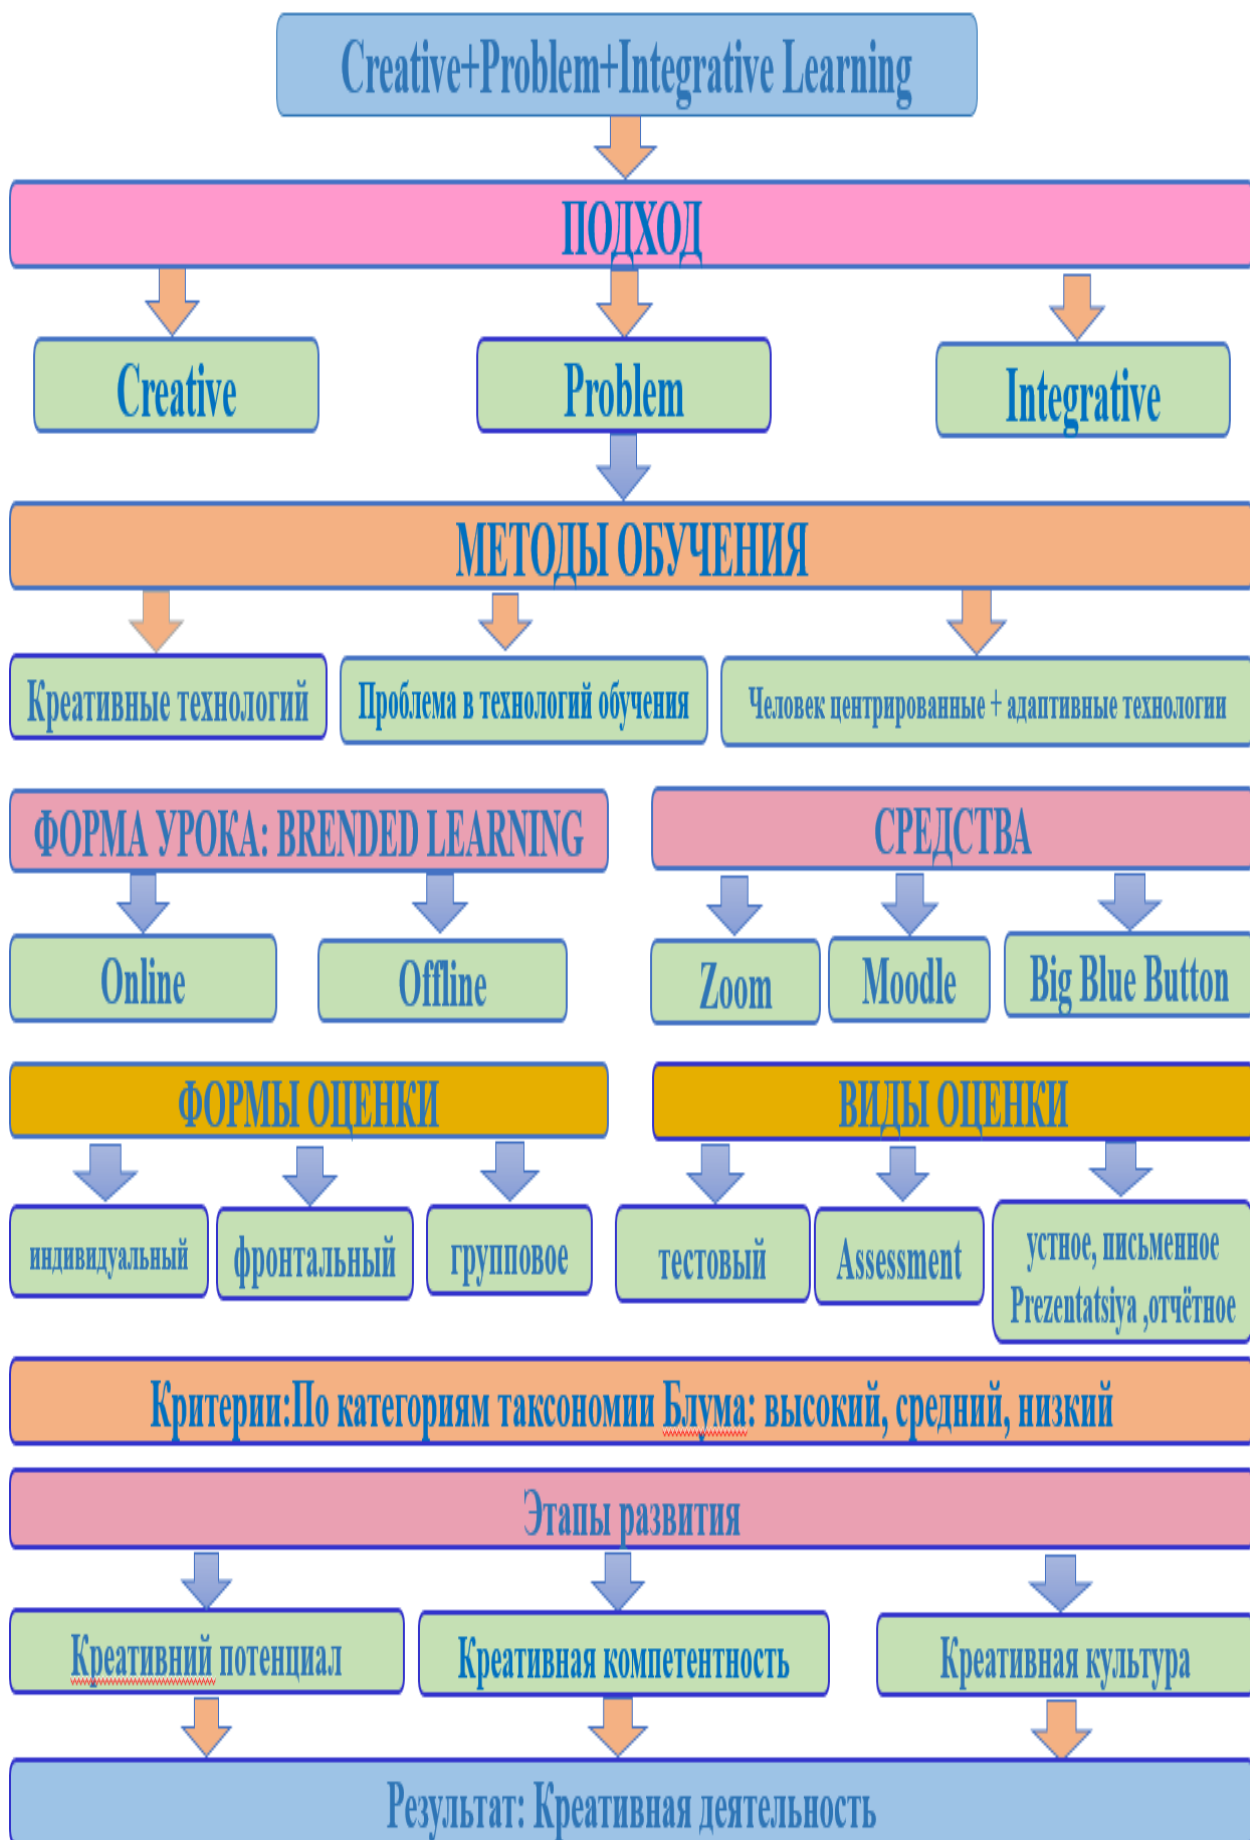 Creative+Problem+Integrative Learning
ПОДХОД
Creative
Problem
Integrative
МЕТОДЫ ОБУЧЕНИЯ
Креативные технологий
Проблема в технологий обучения
Человек центрированные + адаптивные технологии
ФОРМА УРОКА: BRENDED LEARNING
СРЕДСТВА
Online
Offline
Zoom
Moodle
Big Blue Button
ФОРМЫ ОЦЕНКИ
ВИДЫ ОЦЕНКИ
индивидуальный
фронтальный
групповое
тестовый
Assessment
устное, письменное
Prezentatsiya ,отчётное
Критерии:По категориям таксономии Блума: высокий, средний, низкий
Этапы развития
Креативний потенциал
Креативная компетентность
Креативная культура
Результат: Креативная деятельность